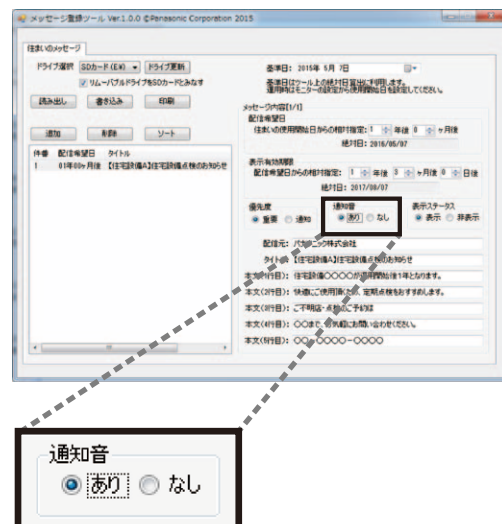 メッセージ登録ツール Ver.1.0.0 ©Panasonic Corporation 2015
住まいのメッセージ
ドライブ選択 SDカード(E¥) ドライブ更新
リムーバブルドライブをSDカードとみなす
読み出し 書き込み 印刷
追加 削除 ソート
件番 配信希望日 タイトル
1 01年00ヶ月後 【住宅設備A】住宅設備点検のお知らせ
基準日: 2015年 5月 7日
基準日はツール上の絶対日算出に利用します。
運用時はモニターの設定から使用開始日を設定してください。
メッセージ内容[1/1]
配信希望日
住まいの使用開始日からの相対指定: 1 年後 0 ヶ月後
絶対日: 2016/05/07
表示有効期限
配信希望日からの相対指定: 1 年後 3 ヶ月後 0 日後
絶対日: 2017/08/07
優先度
重要 通知
通知音
あり なし
表示ステータス
表示 非表示
配信元: パナソニック株式会社
タイトル: 【住宅設備A】住宅設備点検のお知らせ
本文(1行目): 住宅設備〇〇〇〇が運用開始後1年となります。
本文(2行目): 快適にご使用頂くため、定期点検をおすすめします。
本文(3行目): ご不明点・点検のご予約は
本文(4行目): 〇〇まで、お気軽にお問い合わせください。
本文(5行目): 〇〇-〇〇〇〇-〇〇〇〇
通知音
あり なし